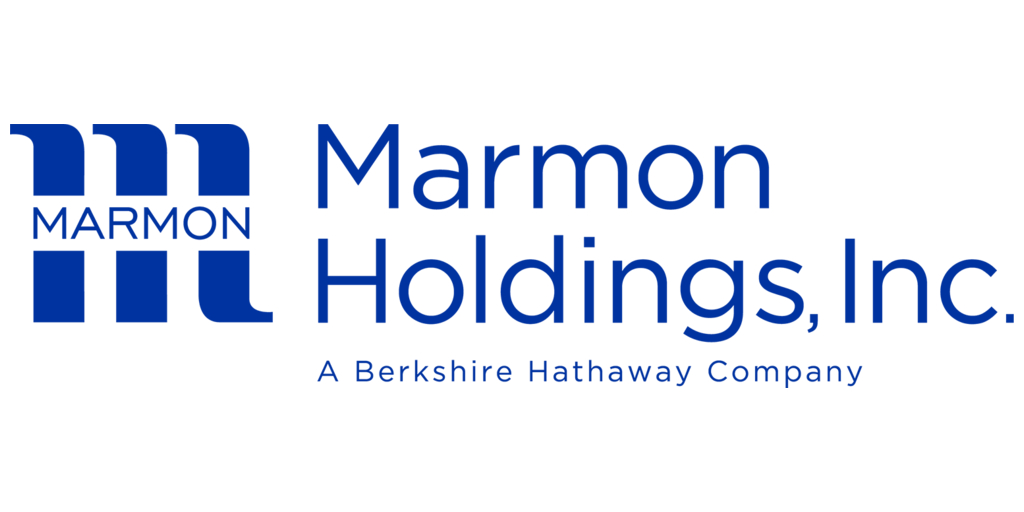 MARMON
Marmon
Holdings, Inc.
A Berkshire Hathaway Company